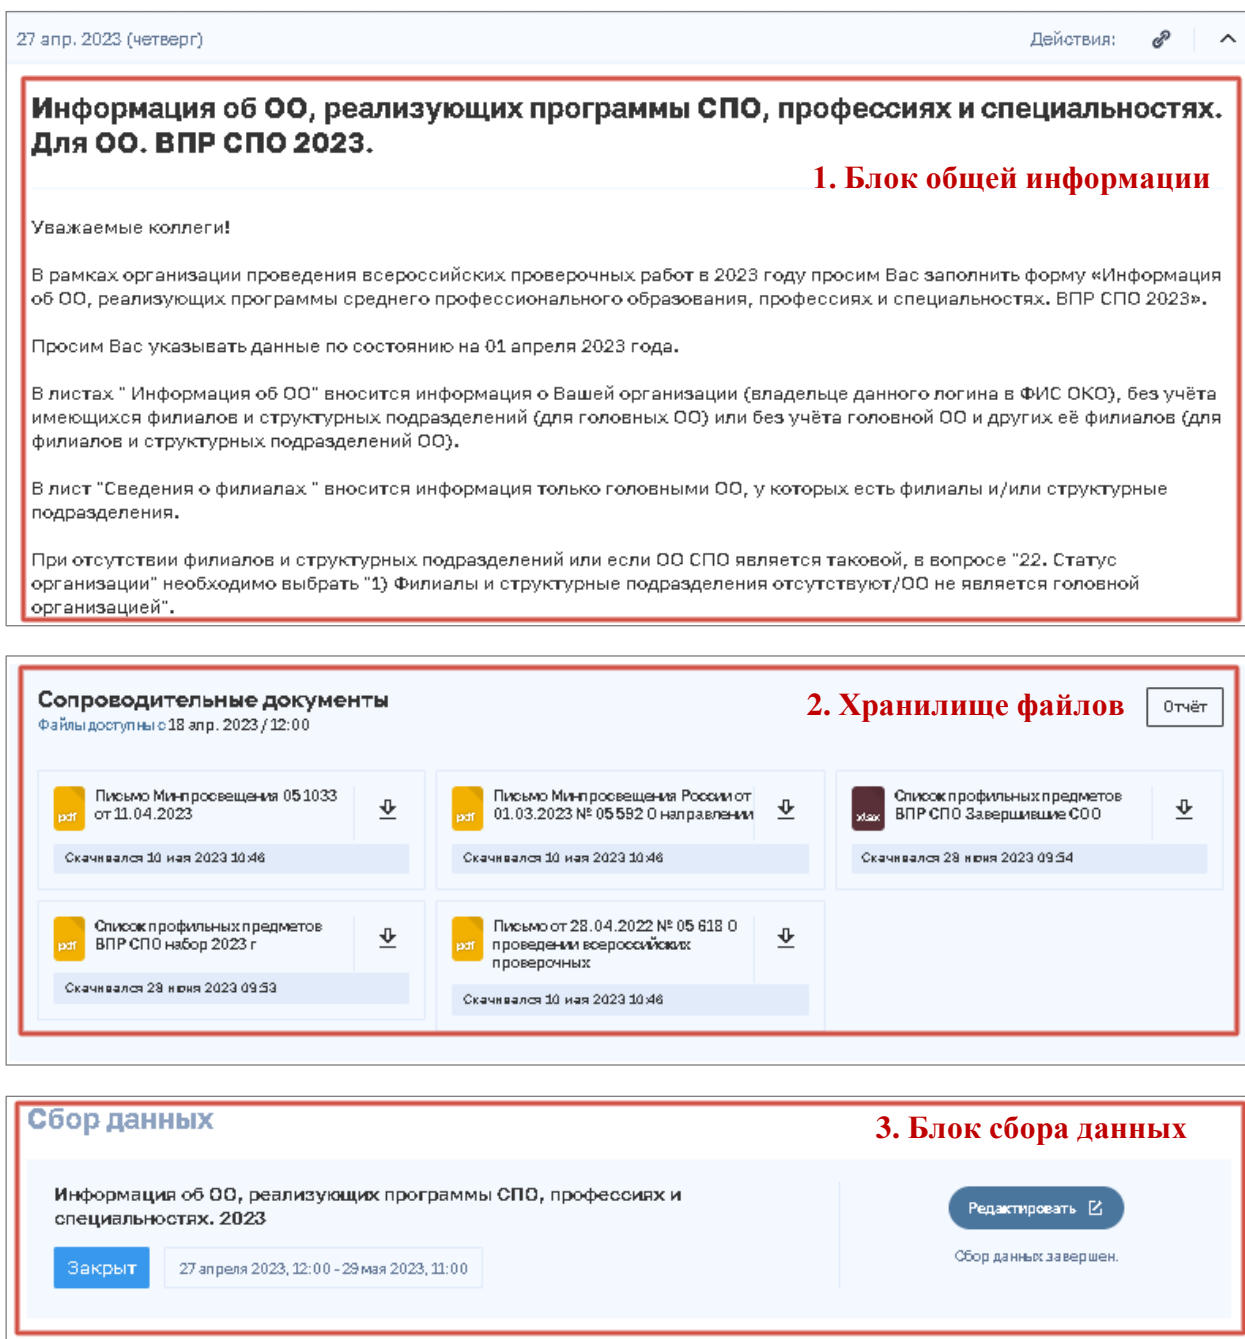 27 апр. 2023 (четверг)
Действия:
Информация об ОО, реализующих программы СПО, профессиях и специальностях.
Для ОО. ВПР СПО 2023.
1. Блок общей информации
Уважаемые коллеги!
В рамках организации проведения всероссийских проверочных работ в 2023 году просим Вас заполнить форму «Информация
об ОО, реализующих программы среднего профессионального образования, профессиях и специальностях. ВПР СПО 2023».
Просим Вас указывать данные по состоянию на 01 апреля 2023 года.
В листах " Информация об ОО" вносится информация о Вашей организации (владельце данного логина в ФИС ОКО), без учёта
имеющихся филиалов и структурных подразделений (для головных ОО) или без учёта головной ОО и других её филиалов (для
филиалов и структурных подразделений ОО).
В лист "Сведения о филиалах " вносится информация только головными ОО, у которых есть филиалы и/или структурные
подразделения.
При отсутствии филиалов и структурных подразделений или если ОО СПО является таковой, в вопросе "22. Статус
организации" необходимо выбрать "1) Филиалы и структурные подразделения отсутствуют/ОО не является головной
организацией".
Сопроводительные документы
2. Хранилище файлов
Отчёт
Файлы доступны с 18 апр. 2023 / 12:00
pdf
Письмо Минпросвещения 05 1033
от 11.04.2023
Скачивался 10 мая 2023 10:46
pdf
Письмо Минпросвещения России от
01.03.2023 № 05 592 О направлении
Скачивался 10 мая 2023 10:46
xlsx
Список профильных предметов
ВПР СПО Завершившие СОО
Скачивался 28 июня 2023 09:54
pdf
Список профильных предметов
ВПР СПО набор 2023 г
Скачивался 28 июня 2023 09:53
pdf
Письмо от 28.04.2022 № 05 618 О
проведении всероссийских
проверочных
Скачивался 10 мая 2023 10:46
Сбор данных
3. Блок сбора данных
Информация об ОО, реализующих программы СПО, профессиях и
специальностях. 2023
Закрыт
27 апреля 2023, 12:00 - 29 мая 2023, 11:00
Редактировать
Сбор данных завершен.